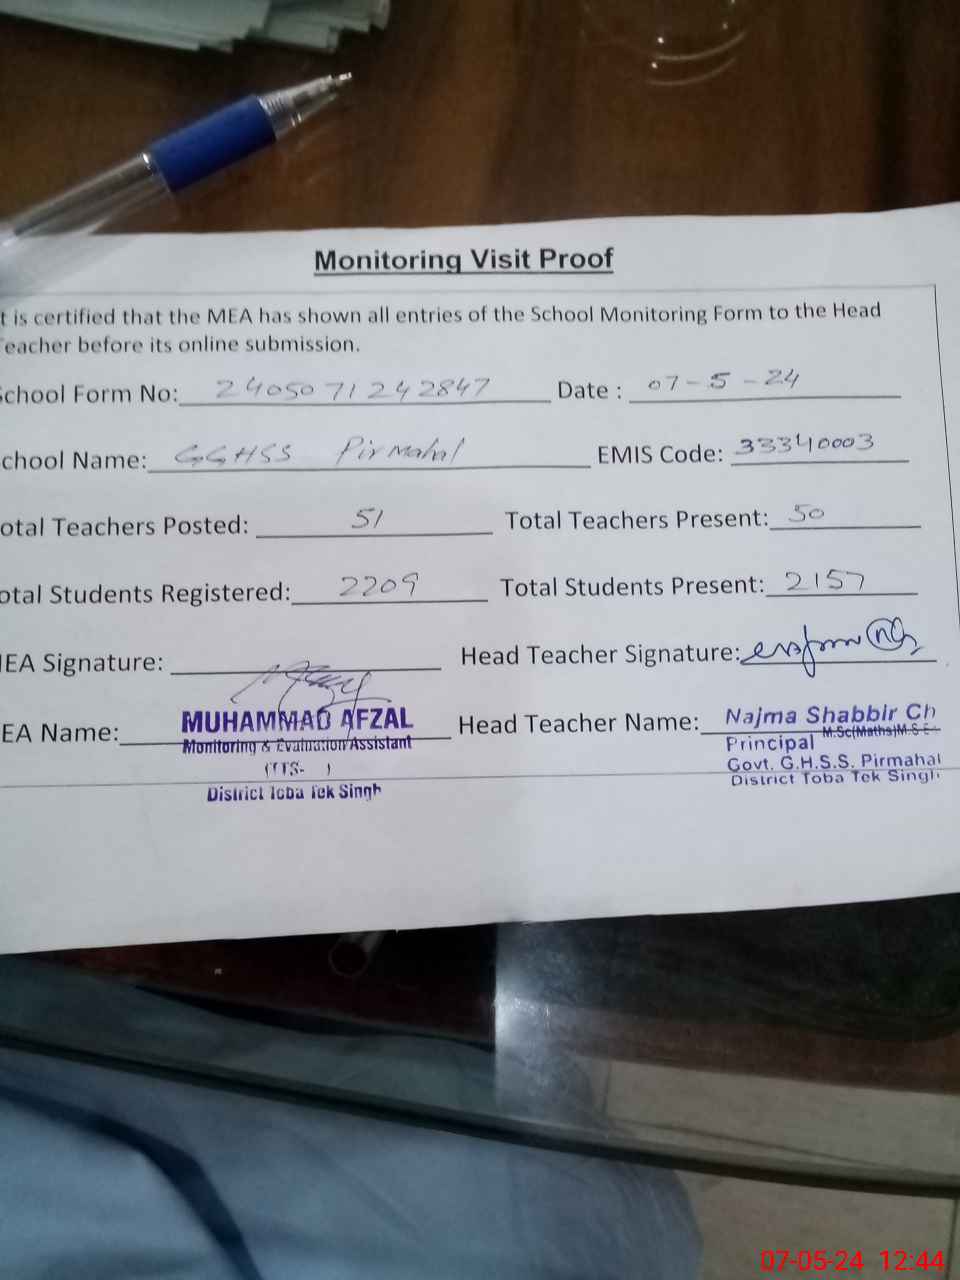 Monitoring Visit Proof
t is certified that the MEA has shown all entries of the School Monitoring Form to the Head
eacher before its online submission.
School Form No: 2405071242847 Date : 07-5-24
chool Name: GGHSS Pirmahal EMIS Code: 33340003
otal Teachers Posted: 51 Total Teachers Present: 50
otal Students Registered: 2209 Total Students Present: 2157
EA Signature: Head Teacher Signature:
EA Name: MUHAMMAD AFZAL Head Teacher Name: Najma Shabbir Ch
Monitoring & Evaluation Assistant M.Sc(Maths)
(TTS- ) Principal
District Toba Tek Singh Govt. G.H.S.S. Pirmahal
District Toba Tek Singh
07-05-24 12:44